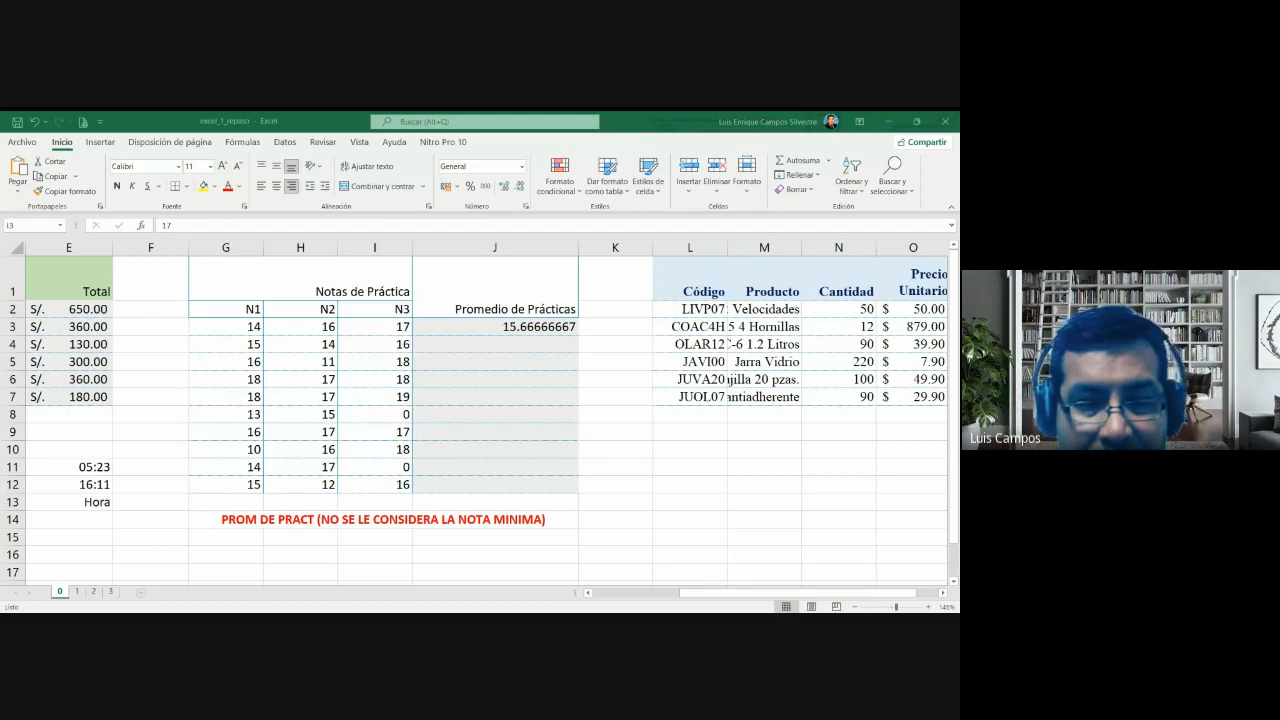 excel_1_repaso - Excel
Buscar (Alt+Q)
Luis Enrique Campos Silvestre
Archivo Inicio Insertar Disposición de página Fórmulas Datos Revisar Vista Ayuda Nitro Pro 10 Compartir
Pegar
Cortar
Copiar
Copiar formato
Portapapeles
Calibri 11
N K S
Fuente
Ajustar texto
Combinar y centrar
Alineación
General
% 000
Número
Formato condicional
Dar formato como tabla
Estilos de celda
Estilos
Insertar Eliminar Formato
Celdas
Autosuma
Rellenar
Borrar
Ordenar y filtrar
Buscar y seleccionar
Edición
I3 fx 17
E F G H I J K L M N O
1 Total Notas de Práctica Código Producto Cantidad Precio Unitario
2 S/. 650.00 N1 N2 N3 Promedio de Prácticas LIVP07 Velocidades 50 $ 50.00
3 S/. 360.00 14 16 17 15.66666667 COAC4H 4 Hornillas 12 $ 879.00
4 S/. 130.00 15 14 16 OLAR12 -6 1.2 Litros 90 $ 39.90
5 S/. 300.00 16 11 18 JAVI00 Jarra Vidrio 220 $ 7.90
6 S/. 360.00 18 17 18 JUVA20 jilla 20 pzas. 100 $ 49.90
7 S/. 180.00 18 17 19 JUOL07 antiadherente 90 $ 29.90
8 13 15 0
9 16 17 17
10 10 16 18
11 05:23 14 17 0
12 16:11 15 12 16
13 Hora
14 PROM DE PRACT (NO SE LE CONSIDERA LA NOTA MINIMA)
15
16
17
0 1 2 3
Listo
145%
Luis Campos